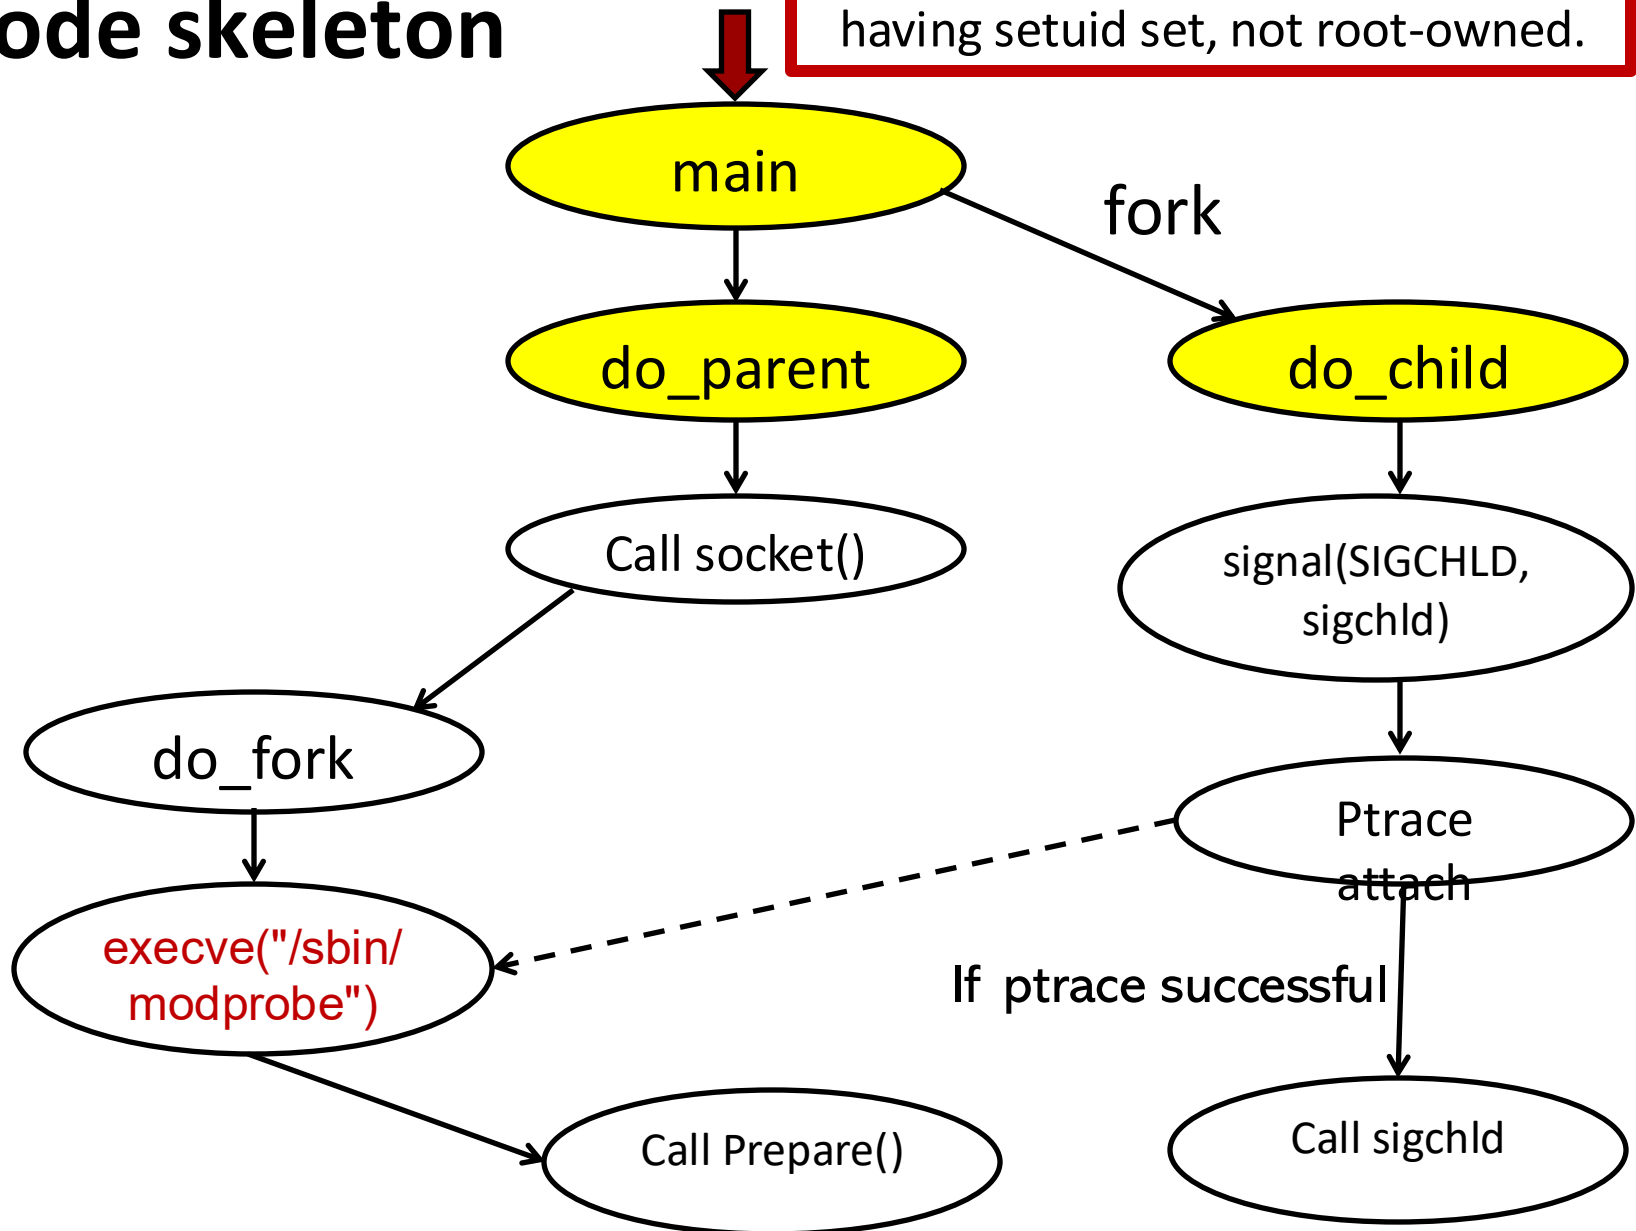 ode skeleton
having setuid set, not root-owned.
main
fork
do_parent
do_child
Call socket()
signal(SIGCHLD,
sigchld)
do_fork
Ptrace
attach
execve("/sbin/
modprobe")
If ptrace successful
Call Prepare()
Call sigchld